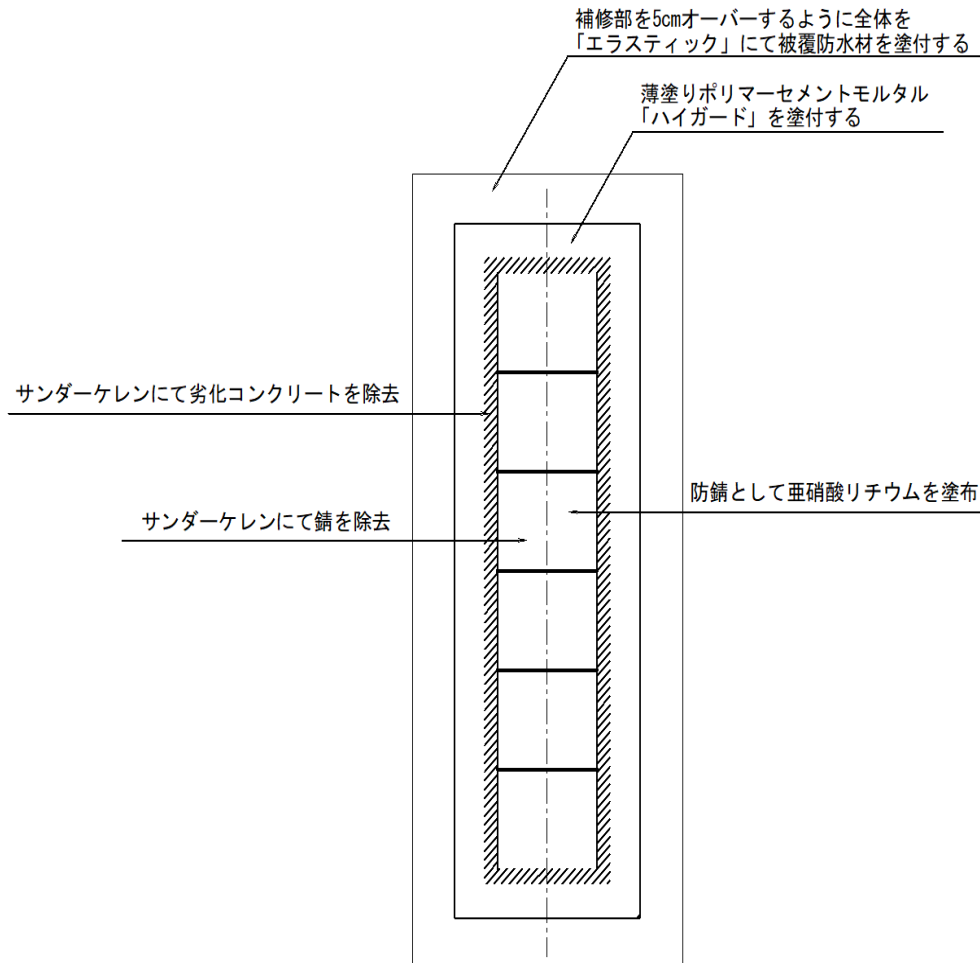 補修部を5cmオーバーするように全体を
「エラスティック」にて被覆防水材を塗付する
薄塗りポリマーセメントモルタル
「ハイガード」を塗付する
サンダーケレンにて劣化コンクリートを除去
防錆として亜硝酸リチウムを塗布
サンダーケレンにて錆を除去